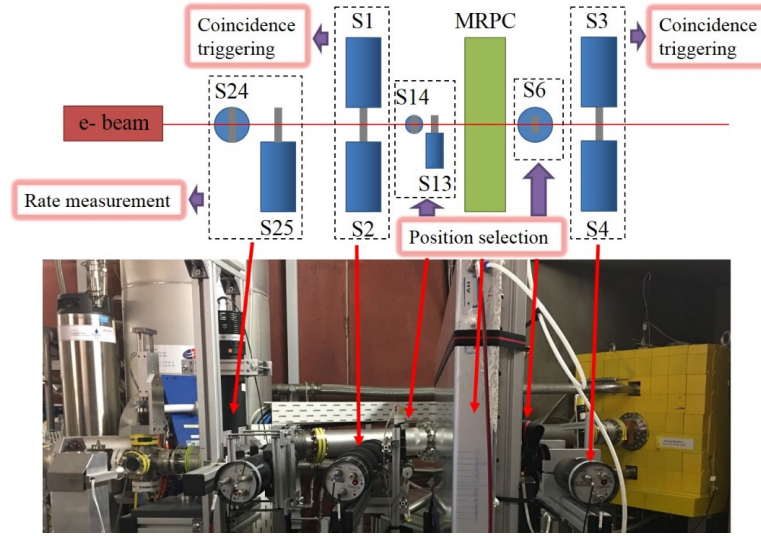 Coincidence
triggering
S1
MRPC
S3
Coincidence
triggering
S24
S14
S6
e- beam
S13
Rate measurement
S25
S2
Position selection
S4